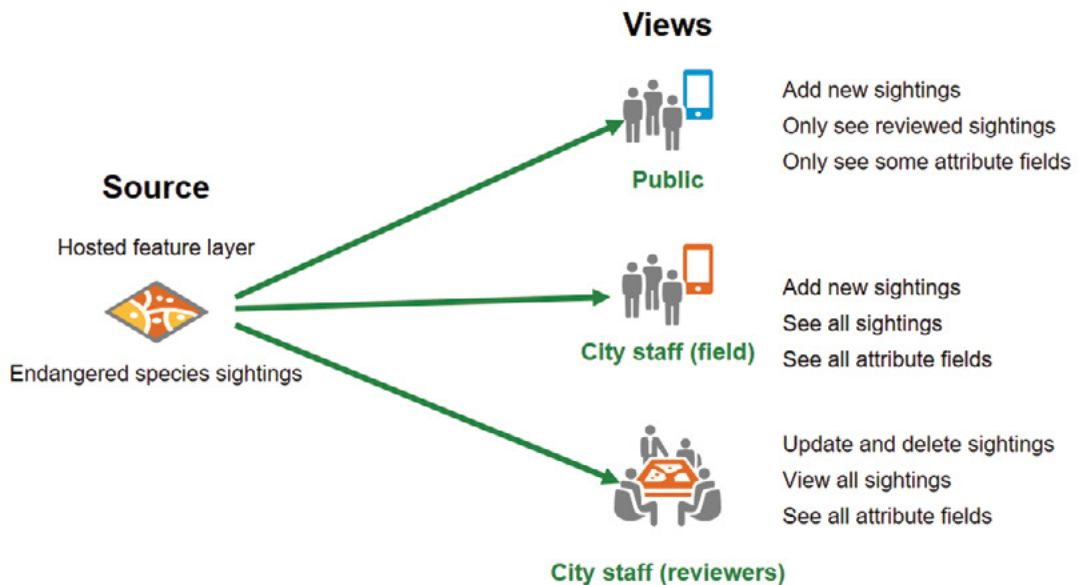 Views
Add new sightings
Only see reviewed sightings
Only see some attribute fields
Public
Source
Hosted feature layer
Endangered species sightings
Add new sightings
See all sightings
See all attribute fields
City staff (field)
Update and delete sightings
View all sightings
See all attribute fields
City staff (reviewers)